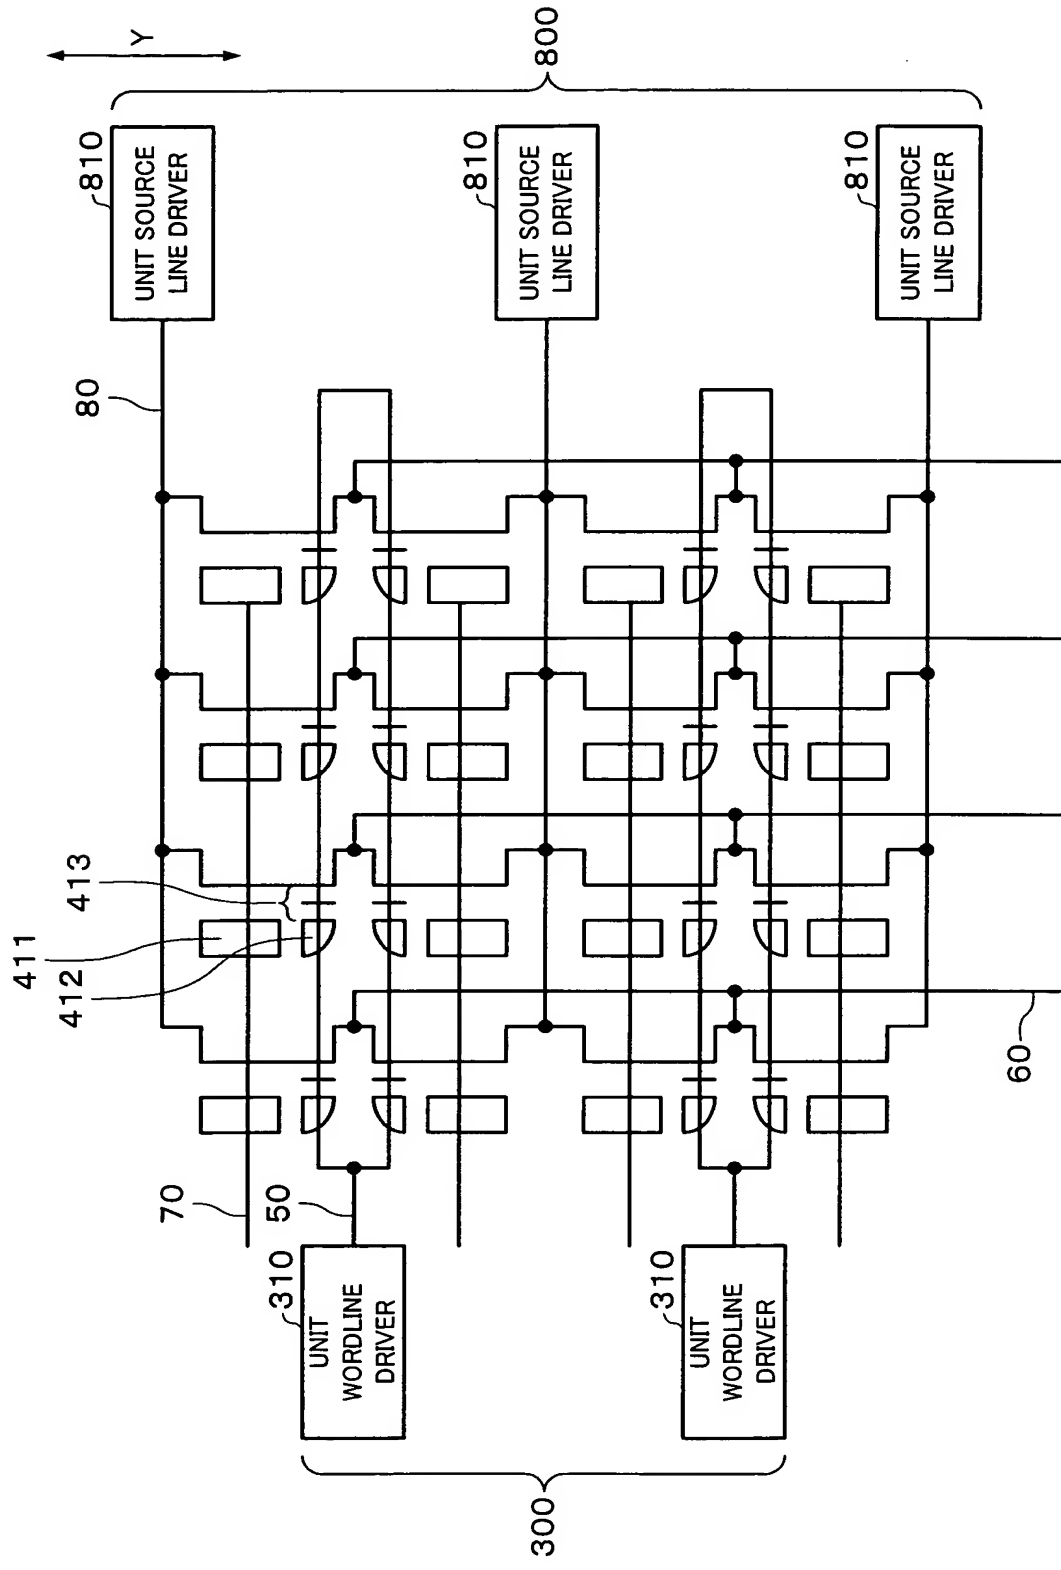 Y
800
810
UNIT SOURCE
LINE DRIVER
810
UNIT SOURCE
LINE DRIVER
810
UNIT SOURCE
LINE DRIVER
80
413
411
412
60
70
50
310
UNIT
WORDLINE
DRIVER
310
UNIT
WORDLINE
DRIVER
300